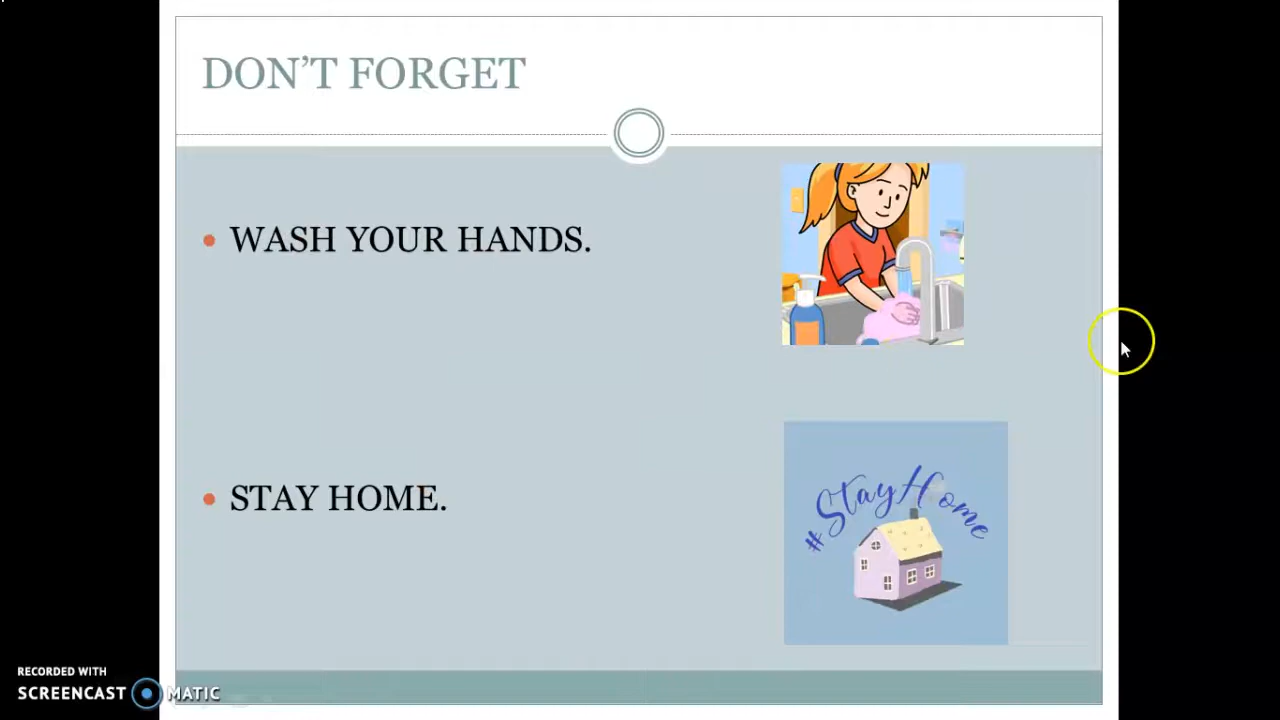 DON’T FORGET
• WASH YOUR HANDS.
#StayHome
• STAY HOME.
RECORDED WITH
SCREENCAST MATIC